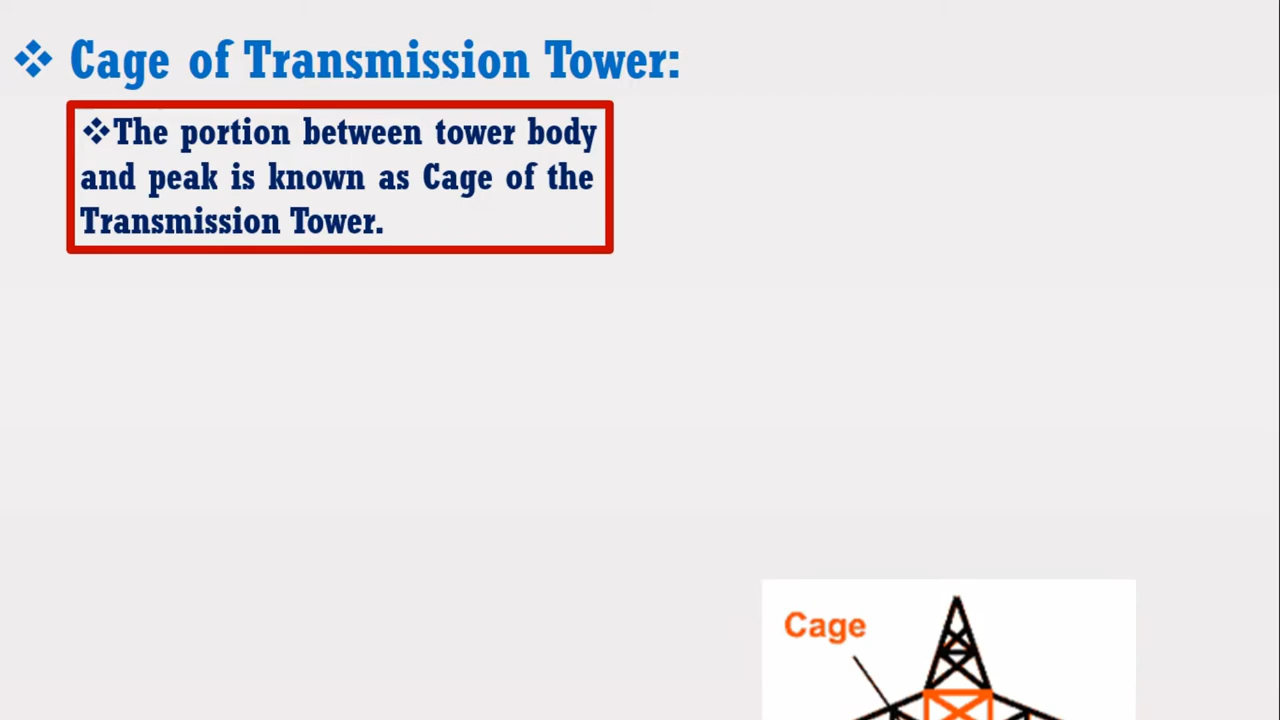 ❖ Cage of Transmission Tower:
❖The portion between tower body
and peak is known as Cage of the
Transmission Tower.
Cage